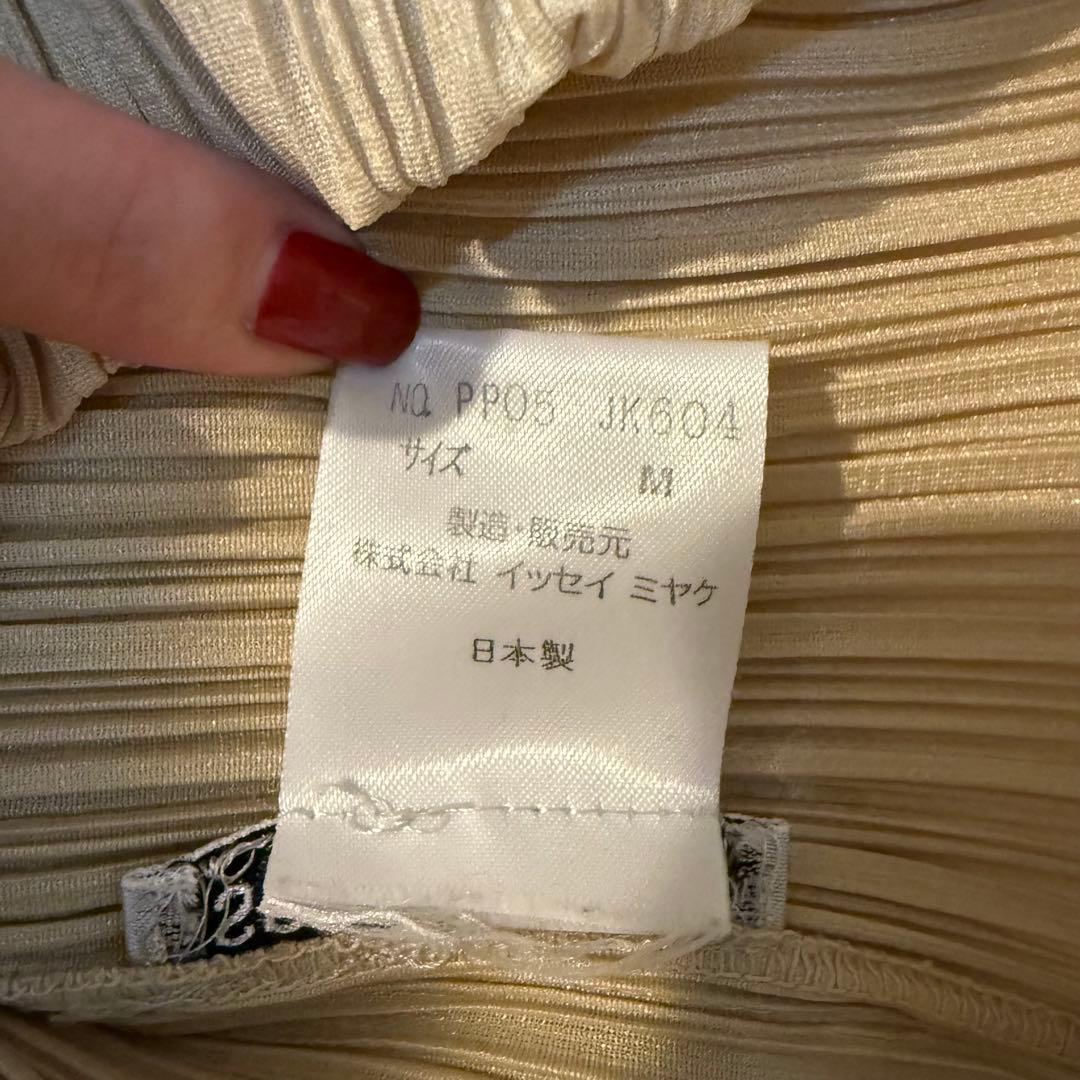 NO. PP05 JK604
サイズ M
製造・販売元
株式会社 イッセイ ミヤケ
日本製